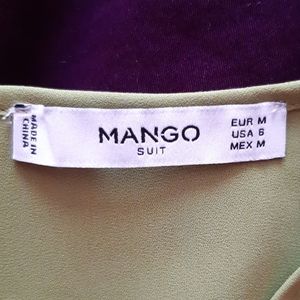 MADE IN
CHINA
MANGO
SUIT
EUR M
USA 6
MEX M